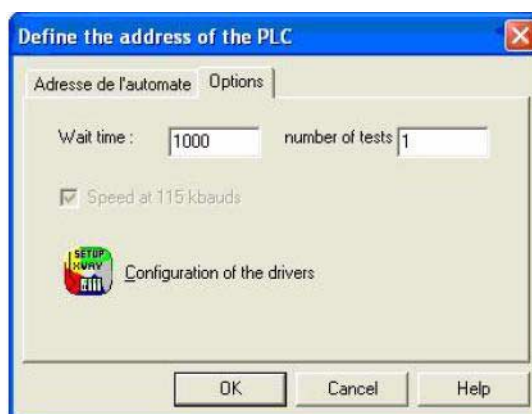 Define the address of the PLC
Adresse de l'automate Options
Wait time : 1000 number of tests 1
Speed at 115 kbauds
SETUP
XWAY
Configuration of the drivers
OK Cancel Help